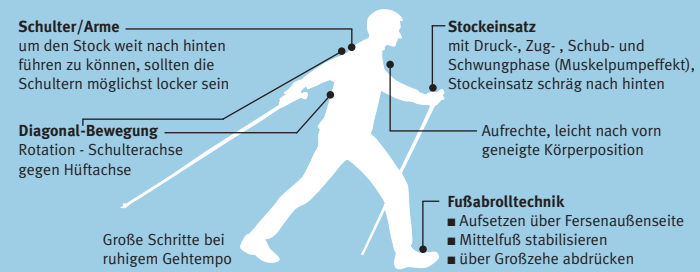 Schulter/Arme
um den Stock weit nach hinten
führen zu können, sollten die
Schultern möglichst locker sein
Diagonal-Bewegung
Rotation - Schulterachse
gegen Hüftachse
Große Schritte bei
ruhigem Gehtempo
Stockeinsatz
mit Druck-, Zug- , Schub- und
Schwungphase (Muskelpumpeffekt),
Stockeinsatz schräg nach hinten
Aufrechte, leicht nach vorn
geneigte Körperposition
Fußabrolltechnik
■ Aufsetzen über Fersenaußenseite
■ Mittelfuß stabilisieren
■ über Großzehe abdrücken